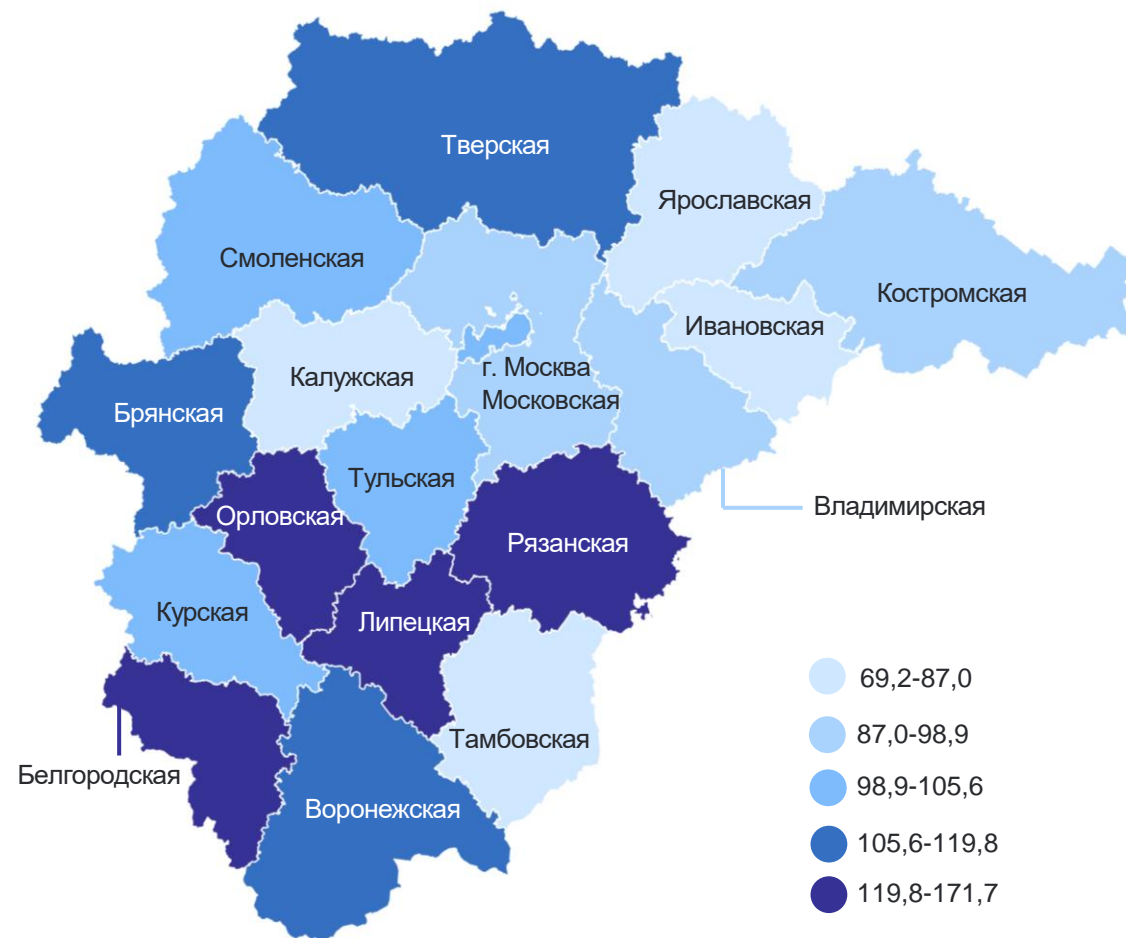 Тверская
Ярославская
Смоленская
Костромская
Ивановская
г. Москва
Калужская
Московская
Брянская
Тульская
Владимирская
Орловская
Рязанская
Курская
Липецкая
Тамбовская
Белгородская
Воронежская
69,2-87,0
87,0-98,9
98,9-105,6
105,6-119,8
119,8-171,7